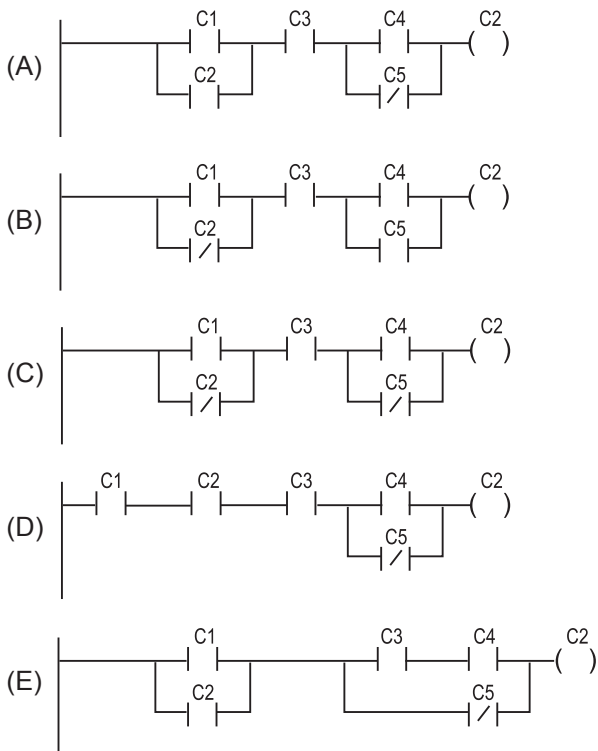 C1 C3 C4 C2
(A)
C2 C5
C1 C3 C4 C2
(B)
C2 C5
C1 C3 C4 C2
(C)
C2 C5
C1 C2 C3 C4 C2
(D)
C5
C1 C3 C4 C2
(E)
C2 C5